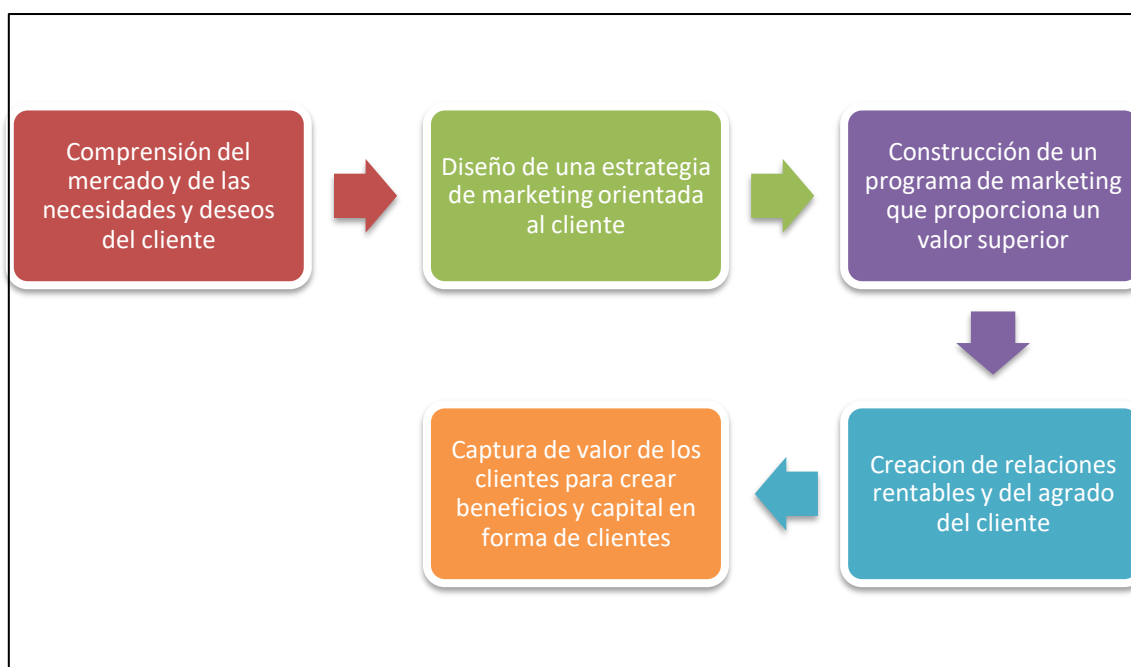 Comprensión del
mercado y de las
necesidades y deseos
del cliente
Diseño de una estrategia
de marketing orientada
al cliente
Construcción de un
programa de marketing
que proporciona un
valor superior
Creacion de relaciones
rentables y del agrado
del cliente
Captura de valor de los
clientes para crear
beneficios y capital en
forma de clientes